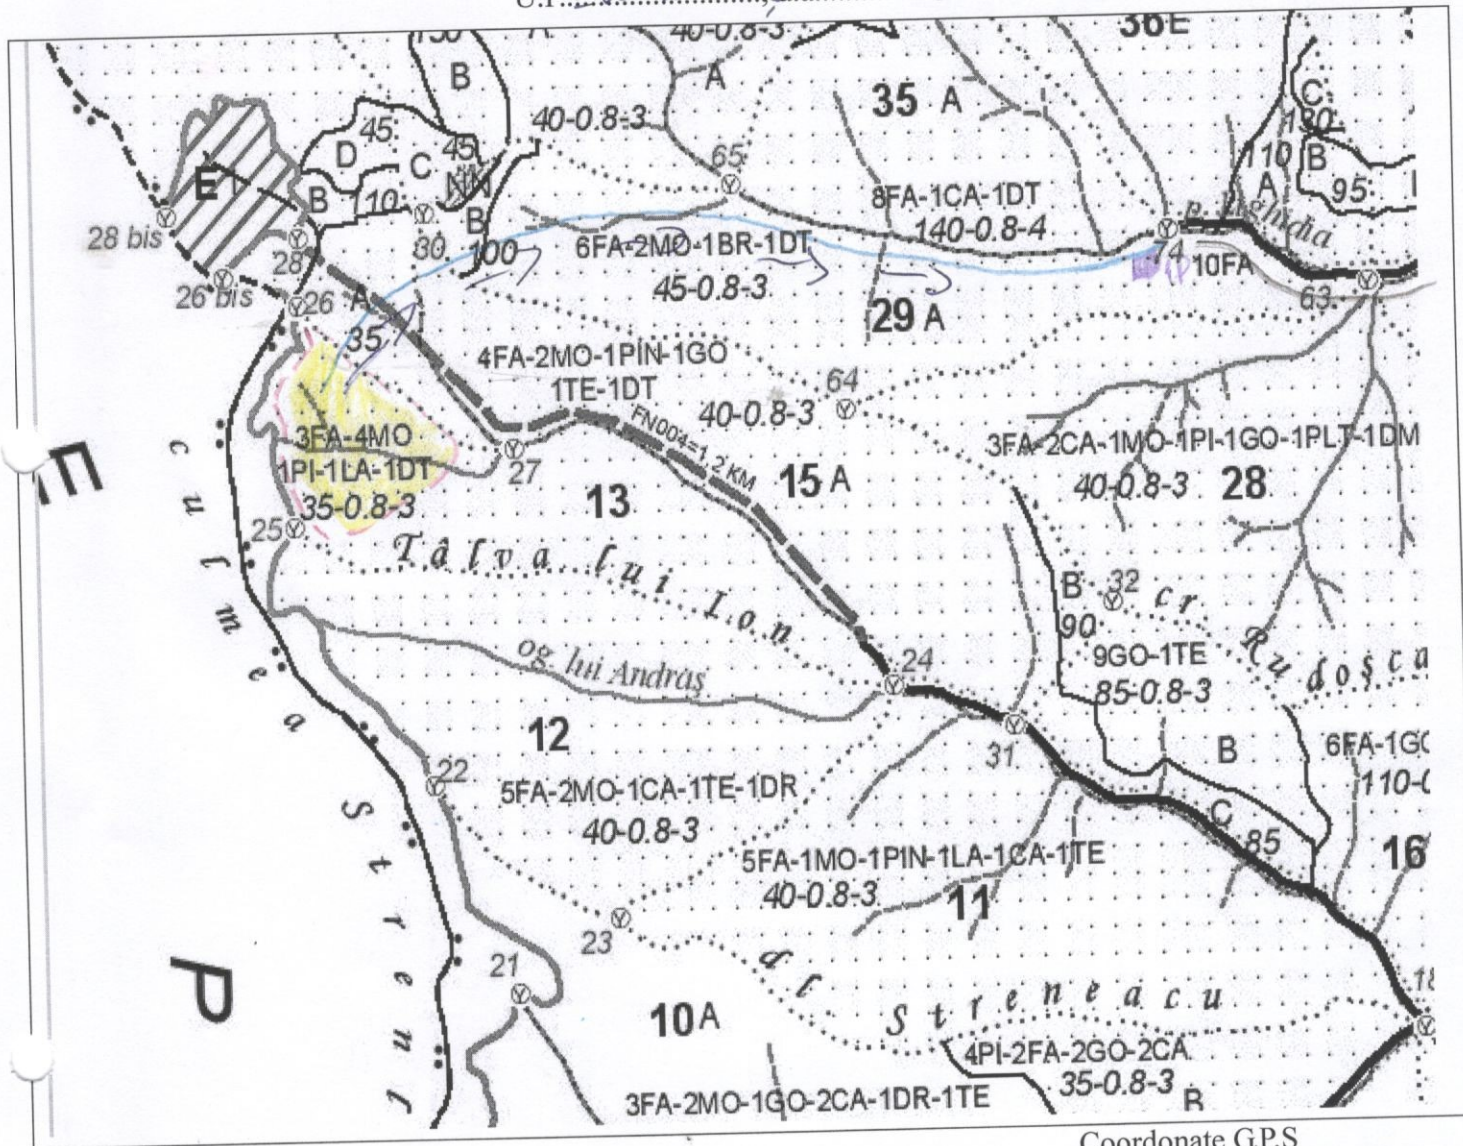 U.P.
36E
40-0.8-3
150
B
A
35 A
C
120
40-0.8-3
45
D
C
45
NN
110
B
65
8FA-1CA-1DT
140-0.8-4
A
B
95
E
B
110
30
B
100
28 bis
28
6FA-2MO-1BR-1DT
45-0.8-3
74
10FA
63
26 bis
26
A
35
29 A
4FA-2MO-1PIN-1GO
1TE-1DT
64
40-0.8-3
FN004=1,2 KM
3FA-4MO
1PI-1LA-1DT
35-0.8-3
27
13
15 A
3FA-2CA-1MO-1PI-1GO-1PLT-1DM
40-0.8-3
28
E
25
Tâlva lui Ion
B
90
32
cr Rudoşca
9GO-1TE
85-0.8-3
og. lui Andraş
24
12
31
B
6FA-1G
110-
22
5FA-2MO-1CA-1TE-1DR
40-0.8-3
C
85
16
5FA-1MO-1PIN-1LA-1CA-1TE
40-0.8-3
11
23
culmea
P
21
10 A
dl Streneacu
18
4PI-2FA-2GO-2CA
35-0.8-3
3FA-2MO-1GO-2CA-1DR-1TE
B
Coordonate G.P.S